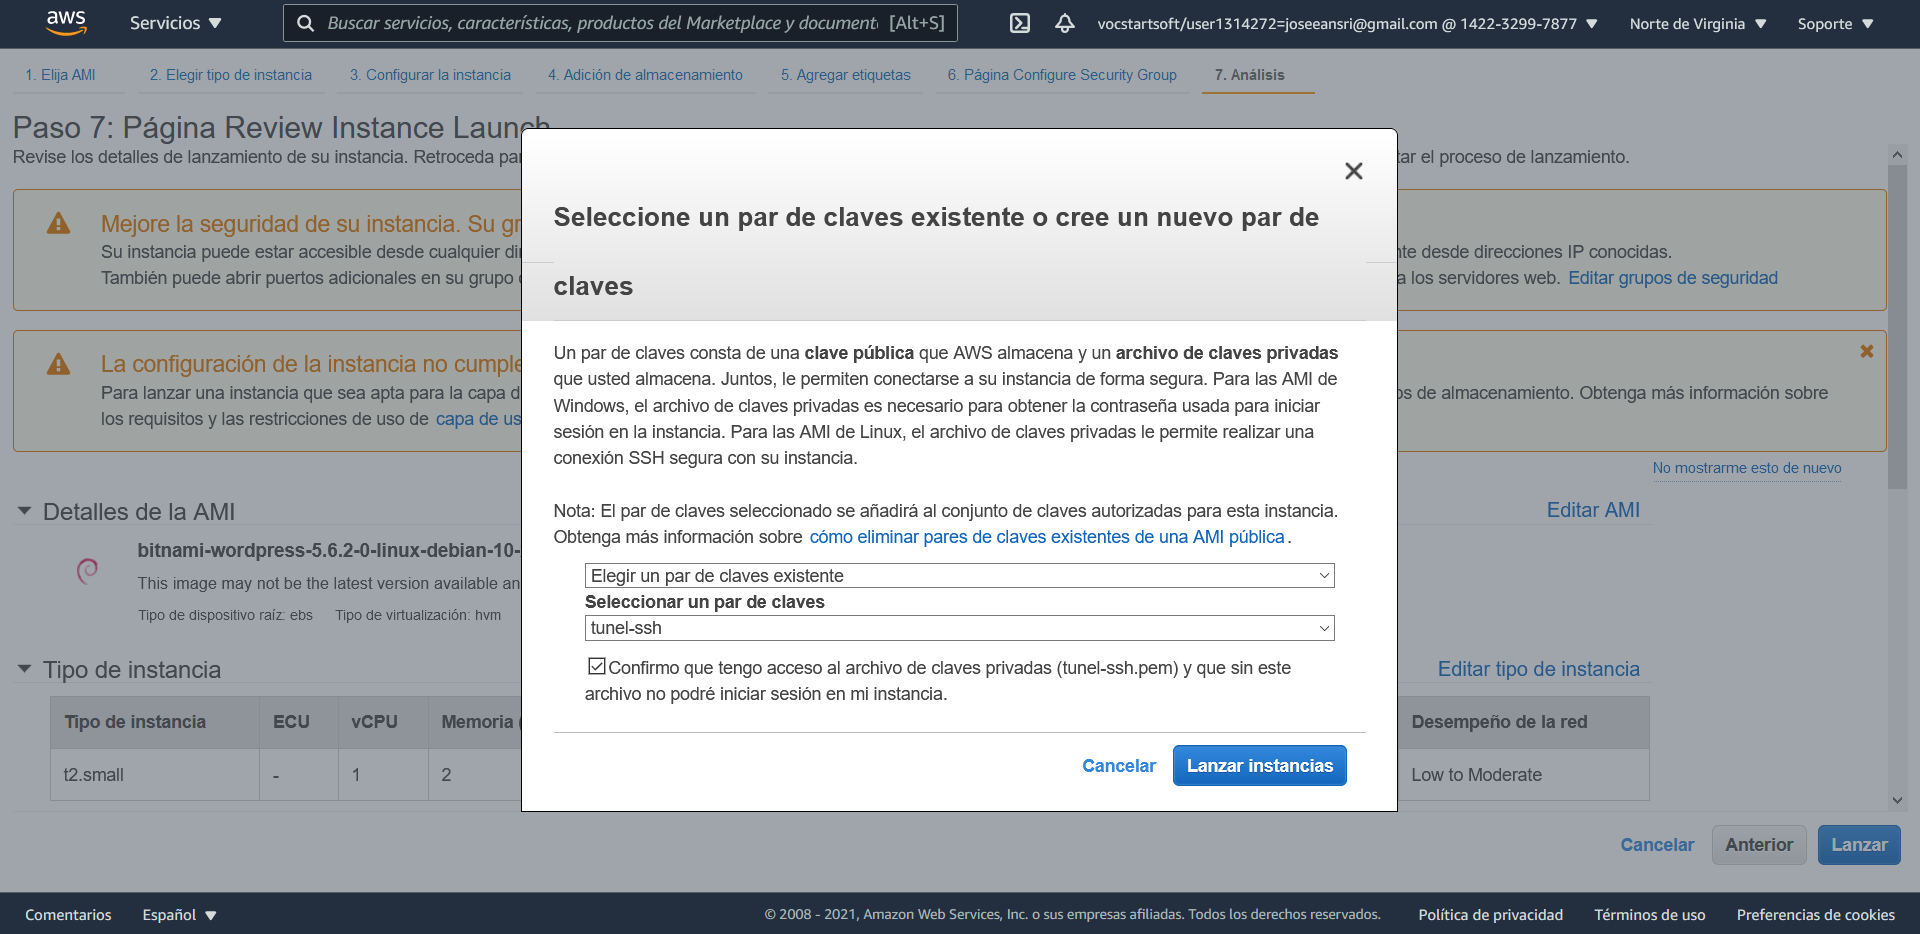 aws Servicios Buscar servicios, características, productos del Marketplace y document [Alt+S] vocstartsoft/user1314272=joseeansri@gmail.com @ 1422-3299-7877 Norte de Virginia Soporte
1. Elija AMI 2. Elegir tipo de instancia 3. Configurar la instancia 4. Adición de almacenamiento 5. Agregar etiquetas 6. Página Configure Security Group 7. Análisis
Paso 7: Página Review Instance Launch
Revise los detalles de lanzamiento de su instancia. Retroceda par
tar el proceso de lanzamiento.
Mejore la seguridad de su instancia. Su gr
Su instancia puede estar accesible desde cualquier di
nte desde direcciones IP conocidas.
También puede abrir puertos adicionales en su grupo
a los servidores web. Editar grupos de seguridad
La configuración de la instancia no cumple
Para lanzar una instancia que sea apta para la capa d
os de almacenamiento. Obtenga más información sobre
los requisitos y las restricciones de uso de capa de us
No mostrarme esto de nuevo
Detalles de la AMI
Editar AMI
bitnami-wordpress-5.6.2-0-linux-debian-10-
This image may not be the latest version available an
Tipo de dispositivo raíz: ebs Tipo de virtualización: hvm
Tipo de instancia
Editar tipo de instancia
Tipo de instancia ECU vCPU Memoria ( Desempeño de la red
t2.small - 1 2 Low to Moderate
Seleccione un par de claves existente o cree un nuevo par de
claves
Un par de claves consta de una clave pública que AWS almacena y un archivo de claves privadas
que usted almacena. Juntos, le permiten conectarse a su instancia de forma segura. Para las AMI de
Windows, el archivo de claves privadas es necesario para obtener la contraseña usada para iniciar
sesión en la instancia. Para las AMI de Linux, el archivo de claves privadas le permite realizar una
conexión SSH segura con su instancia.
Nota: El par de claves seleccionado se añadirá al conjunto de claves autorizadas para esta instancia.
Obtenga más información sobre cómo eliminar pares de claves existentes de una AMI pública.
Elegir un par de claves existente
Seleccionar un par de claves
tunel-ssh
Confirmo que tengo acceso al archivo de claves privadas (tunel-ssh.pem) y que sin este
archivo no podré iniciar sesión en mi instancia.
Cancelar Lanzar instancias
Cancelar Anterior Lanzar
Comentarios Español © 2008 - 2021, Amazon Web Services, Inc. o sus empresas afiliadas. Todos los derechos reservados. Política de privacidad Términos de uso Preferencias de cookies